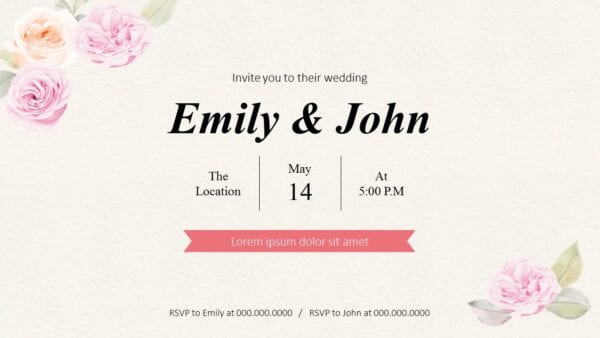 Invite you to their wedding
Emily & John
The
Location
May
14
At
5:00 P.M
Lorem ipsum dolor sit amet
RSVP to Emily at 000.000.0000 / RSVP to John at 000.000.0000